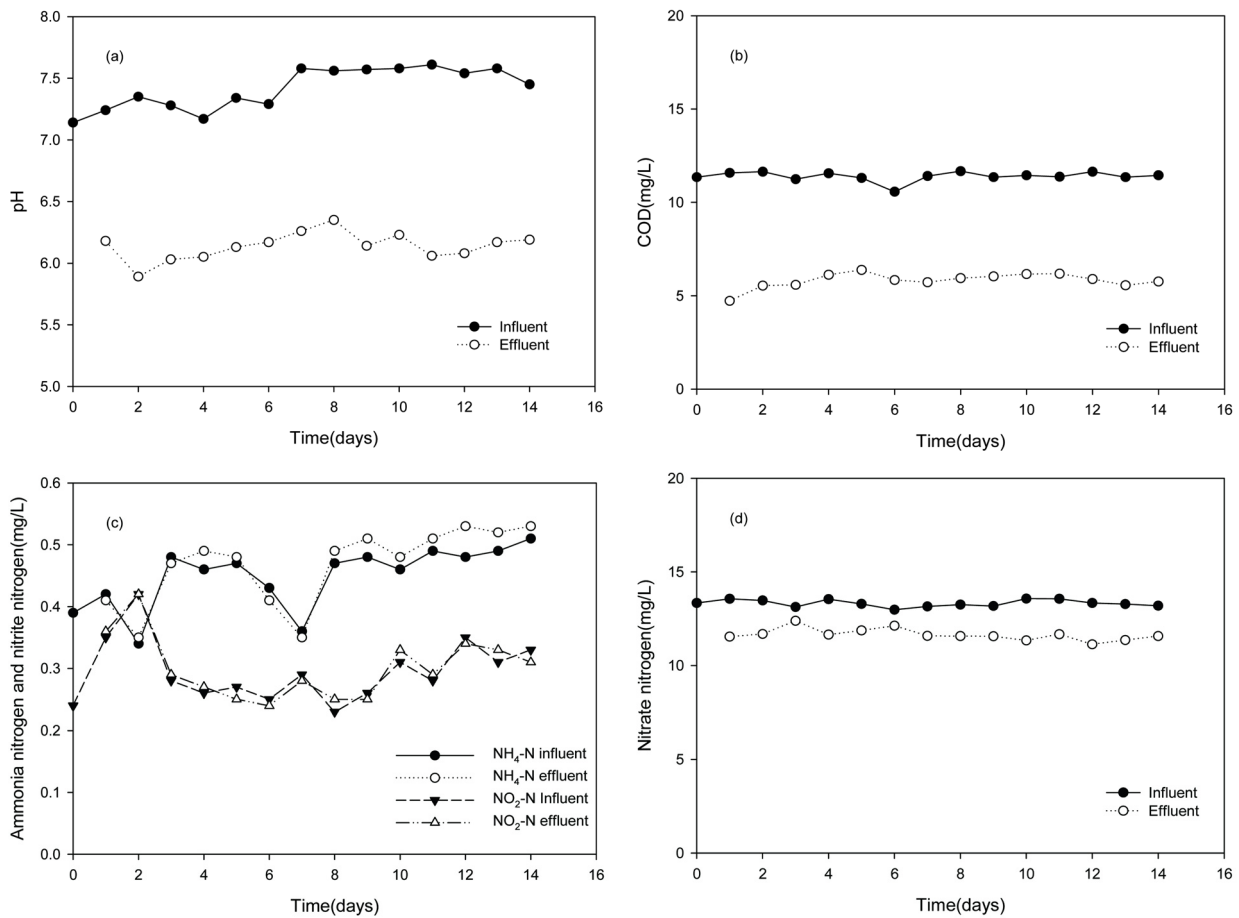 (a)
pH
8.0
7.5
7.0
6.5
6.0
5.5
5.0
0 2 4 6 8 10 12 14 16
Time(days)
Influent
Effluent
(b)
COD(mg/L)
20
15
10
5
0
0 2 4 6 8 10 12 14 16
Time(days)
Influent
Effluent
(c)
Ammonia nitrogen and nitrite nitrogen(mg/L)
0.6
0.5
0.4
0.3
0.2
0.1
0.0
0 2 4 6 8 10 12 14 16
Time(days)
NH4-N influent
NH4-N effluent
NO2-N Influent
NO2-N effluent
(d)
Nitrate nitrogen(mg/L)
20
15
10
5
0
0 2 4 6 8 10 12 14 16
Time(days)
Influent
Effluent